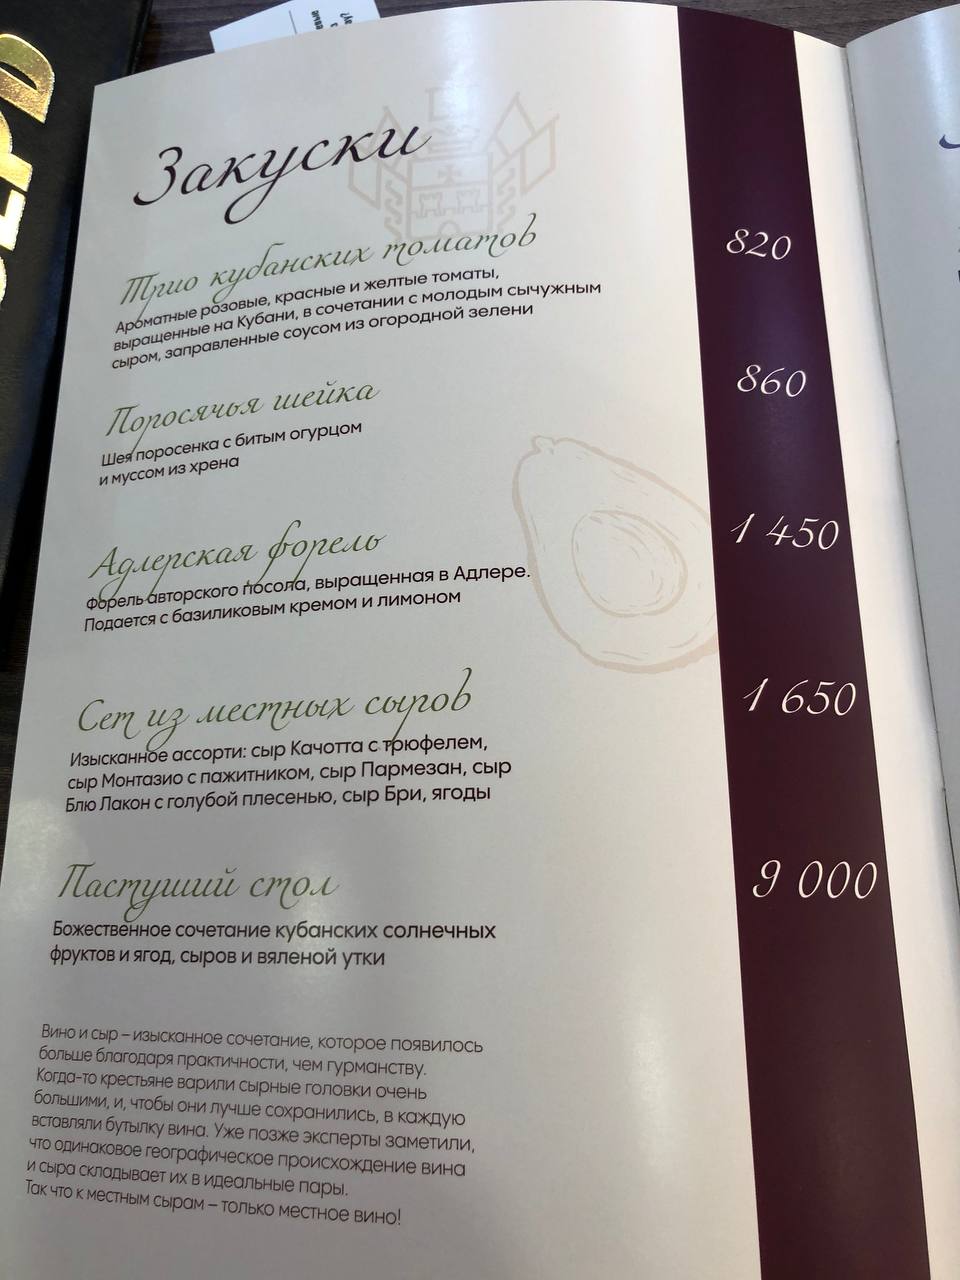 Закуски
Трио кубанских томатов
820
Ароматные розовые, красные и желтые томаты,
выращенные на Кубани, в сочетании с молодым сычужным
сыром, заправленные соусом из огородной зелени
Поросячья шейка
860
Шея поросенка с битым огурцом
и муссом из хрена
Адлерская форель
1 450
Форель авторского посола, выращенная в Адлере.
Подается с базиликовым кремом и лимоном
Сет из местных сыров
1 650
Изысканное ассорти: сыр Качотта с трюфелем,
сыр Монтазио с пажитником, сыр Пармезан, сыр
Блю Лакон с голубой плесенью, сыр Бри, ягоды
Пастуший стол
9 000
Божественное сочетание кубанских солнечных
фруктов и ягод, сыров и вяленой утки
Вино и сыр – изысканное сочетание, которое появилось
больше благодаря практичности, чем гурманству.
Когда-то крестьяне варили сырные головки очень
большими, и, чтобы они лучше сохранились, в каждую
вставляли бутылку вина. Уже позже эксперты заметили,
что одинаковое географическое происхождение вина
и сыра складывает их в идеальные пары.
Так что к местным сырам – только местное вино!